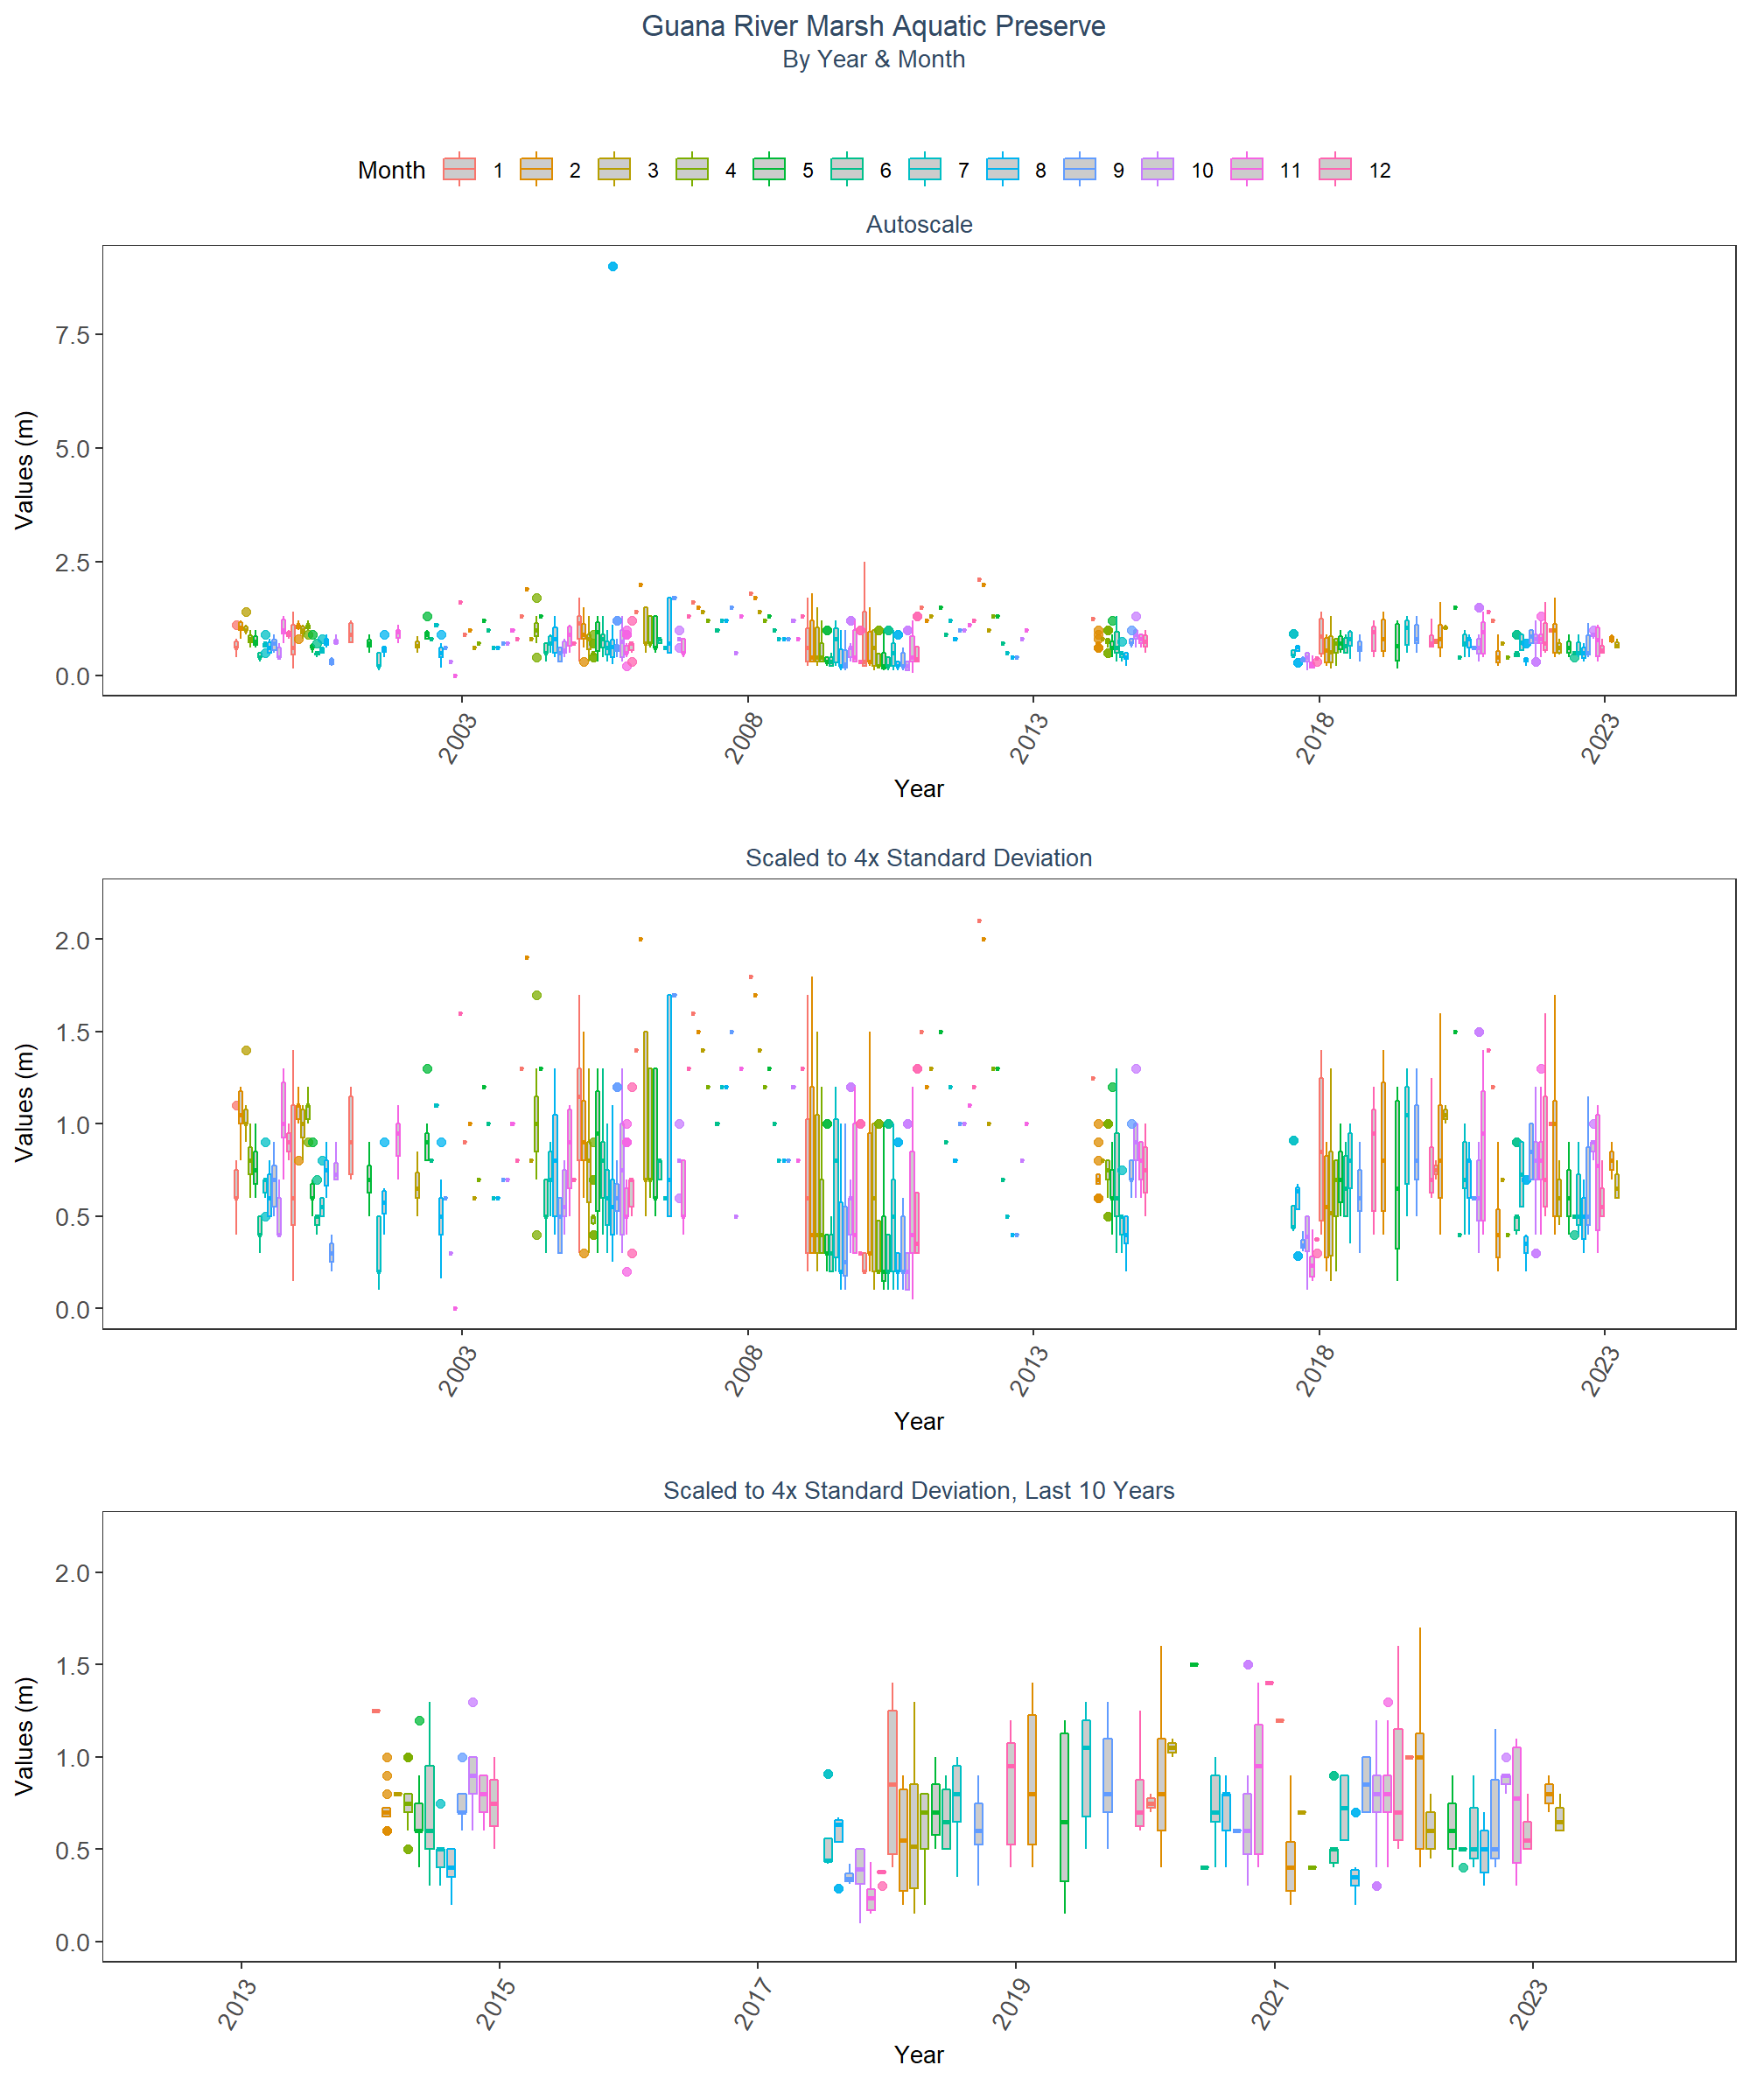 Guana River Marsh Aquatic Preserve
By Year & Month
Month 1 2 3 4 5 6 7 8 9 10 11 12
Autoscale
Values (m)
7.5
5.0
2.5
0.0
2003 2008 2013 2018 2023
Year
Scaled to 4x Standard Deviation
Values (m)
2.0
1.5
1.0
0.5
0.0
2003 2008 2013 2018 2023
Year
Scaled to 4x Standard Deviation, Last 10 Years
Values (m)
2.0
1.5
1.0
0.5
0.0
2013 2015 2017 2019 2021 2023
Year